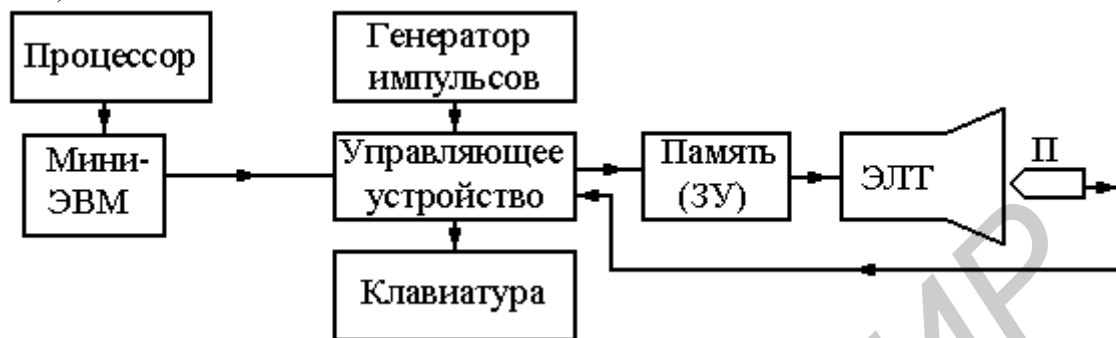 Процессор
Генератор
импульсов
Мини-
ЭВМ
Управляющее
устройство
Память
(ЗУ)
ЭЛТ
П
Клавиатура